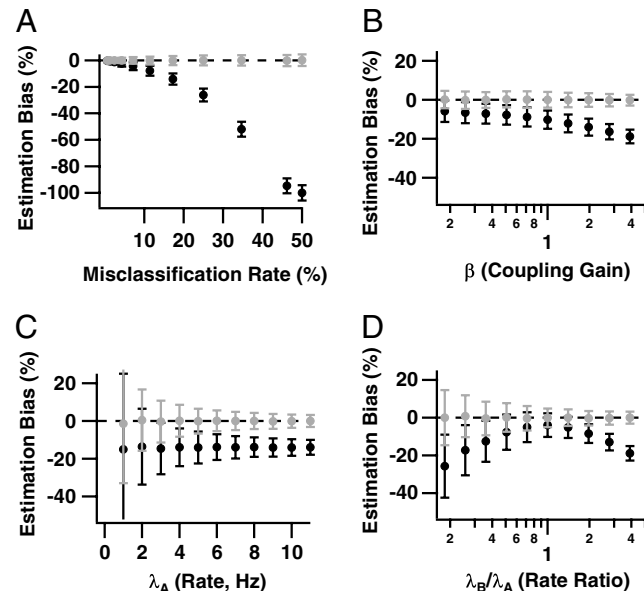 A
Estimation Bias (%)
0
-20
-40
-60
-80
-100
10 20 30 40 50
Misclassification Rate (%)
B
Estimation Bias (%)
20
0
-20
-40
2 4 6 8 1 2 4
β (Coupling Gain)
C
Estimation Bias (%)
20
0
-20
-40
0 2 4 6 8 10
λA (Rate, Hz)
D
Estimation Bias (%)
20
0
-20
-40
-60
2 4 6 8 1 2 4
λB/λA (Rate Ratio)